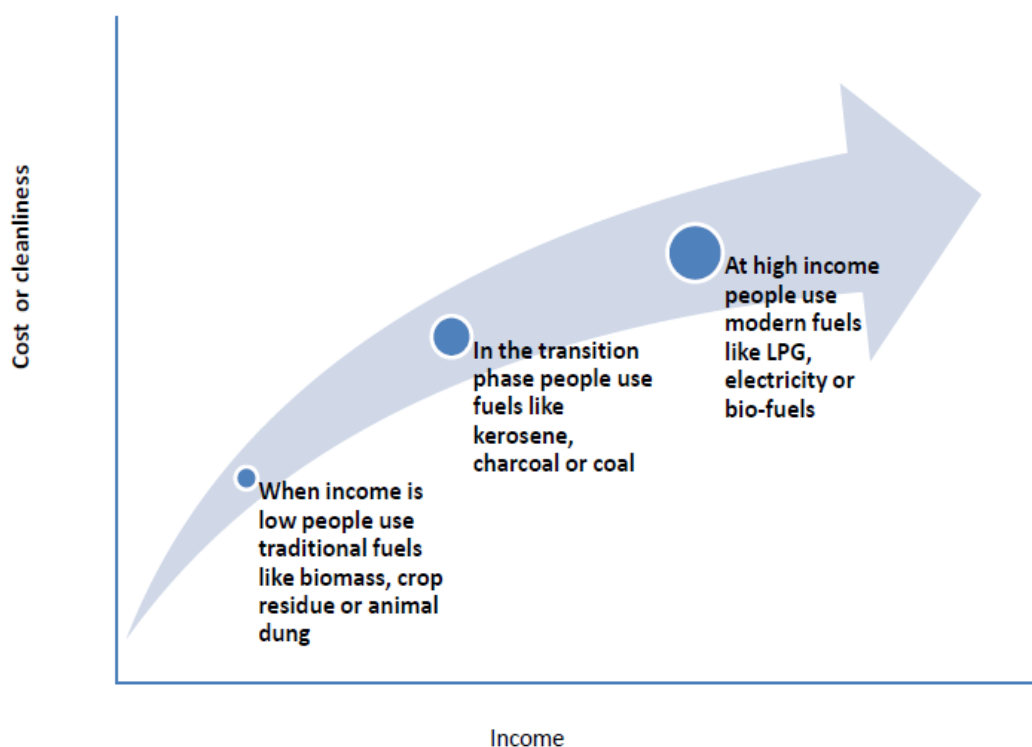 Cost or cleanliness
At high income
people use
modern fuels
like LPG,
electricity or
bio-fuels
In the transition
phase people use
fuels like
kerosene,
charcoal or coal
When income is
low people use
traditional fuels
like biomass, crop
residue or animal
dung
Income